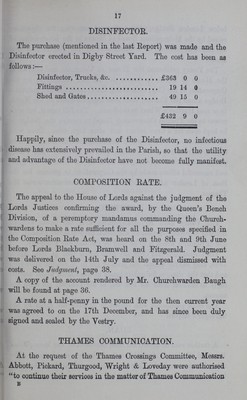 17
DISINFECTOR.
The purchase (mentioned in the last Report) was made and the
Disinfector erected in Digby Street Yard. The cost has been as
follows:—
Disinfector, Trucks, &c. .............. £363 0 0
Fittings .............................. 19 14 0
Shed and Gates...................... 49 15 0
£432 9 0
Happily, since the purchase of the Disinfector, no infectious
disease has extensively prevailed in the Parish, so that the utility
and advantage of the Disinfector have not become fully manifest.
COMPOSITION RATE.
The appeal to the House of Lords against the judgment of the
Lords Justices confirming the award, by the Queen's Bench
Division, of a peremptory mandamus commanding the Church-
wardens to make a rate sufficient for all the purposes specified in
the Composition Rate Act, was heard on the 8th and 9th June
before Lords Blackburn, Bramwell and Fitzgerald. Judgment
was delivered on the 14th July and the appeal dismissed with
costs. See Judgment, page 38.
A copy of the account rendered by Mr. Churchwarden Baugh
will be found at page 36.
A rate at a half-penny in the pound for the then current year
was agreed to on the 17th December, and has since been duly
signed and sealed by the Vestry.
THAMES COMMUNICATION.
At the request of the Thames Crossings Committee, Messrs.
Abbott, Pickard, Thurgood, Wright & Loveday were authorised
"to continue their services in the matter of Thames Communication
B